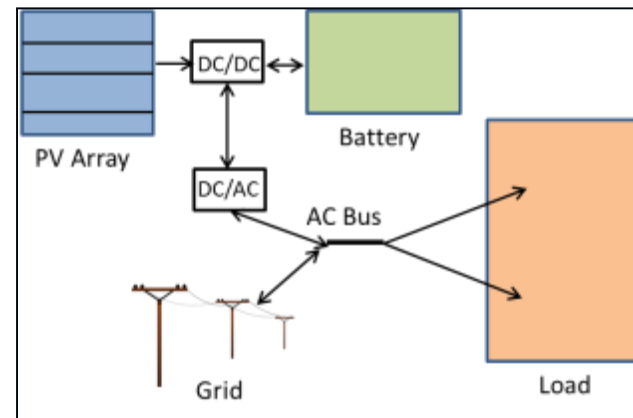 DC/DC
PV Array
Battery
DC/AC
AC Bus
Grid
Load